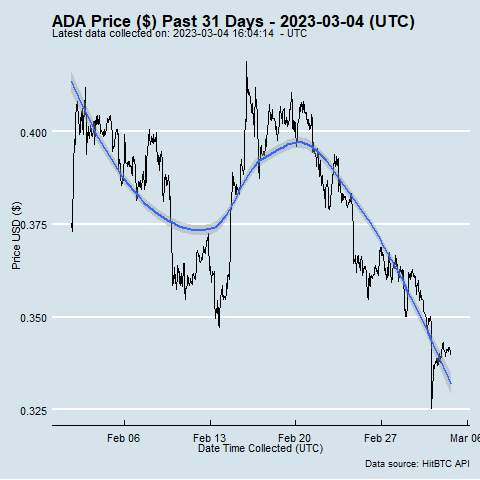 ADA Price ($) Past 31 Days - 2023-03-04 (UTC)
Latest data collected on: 2023-03-04 16:04:14 - UTC
0.400
0.375
0.350
0.325
Price USD ($)
Feb 06
Feb 13
Feb 20
Feb 27
Mar 06
Date Time Collected (UTC)
Data source: HitBTC API